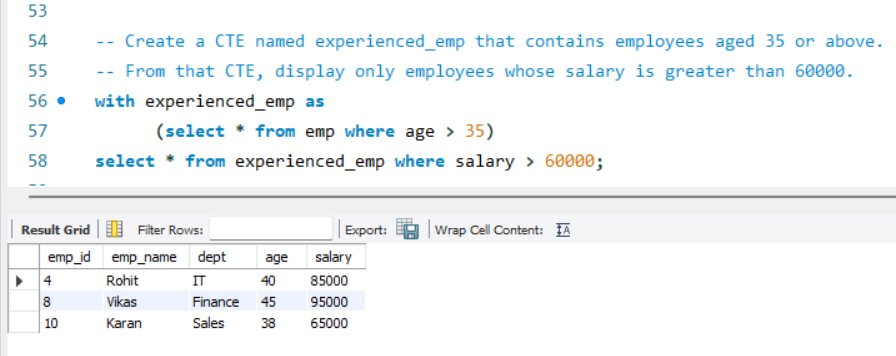 53
54 -- Create a CTE named experienced_emp that contains employees aged 35 or above.
55 -- From that CTE, display only employees whose salary is greater than 60000.
56 with experienced_emp as
57 (select * from emp where age > 35)
58 select * from experienced_emp where salary > 60000;
Result Grid Filter Rows: Export: Wrap Cell Content:
emp_id emp_name dept age salary
4 Rohit IT 40 85000
8 Vikas Finance 45 95000
10 Karan Sales 38 65000